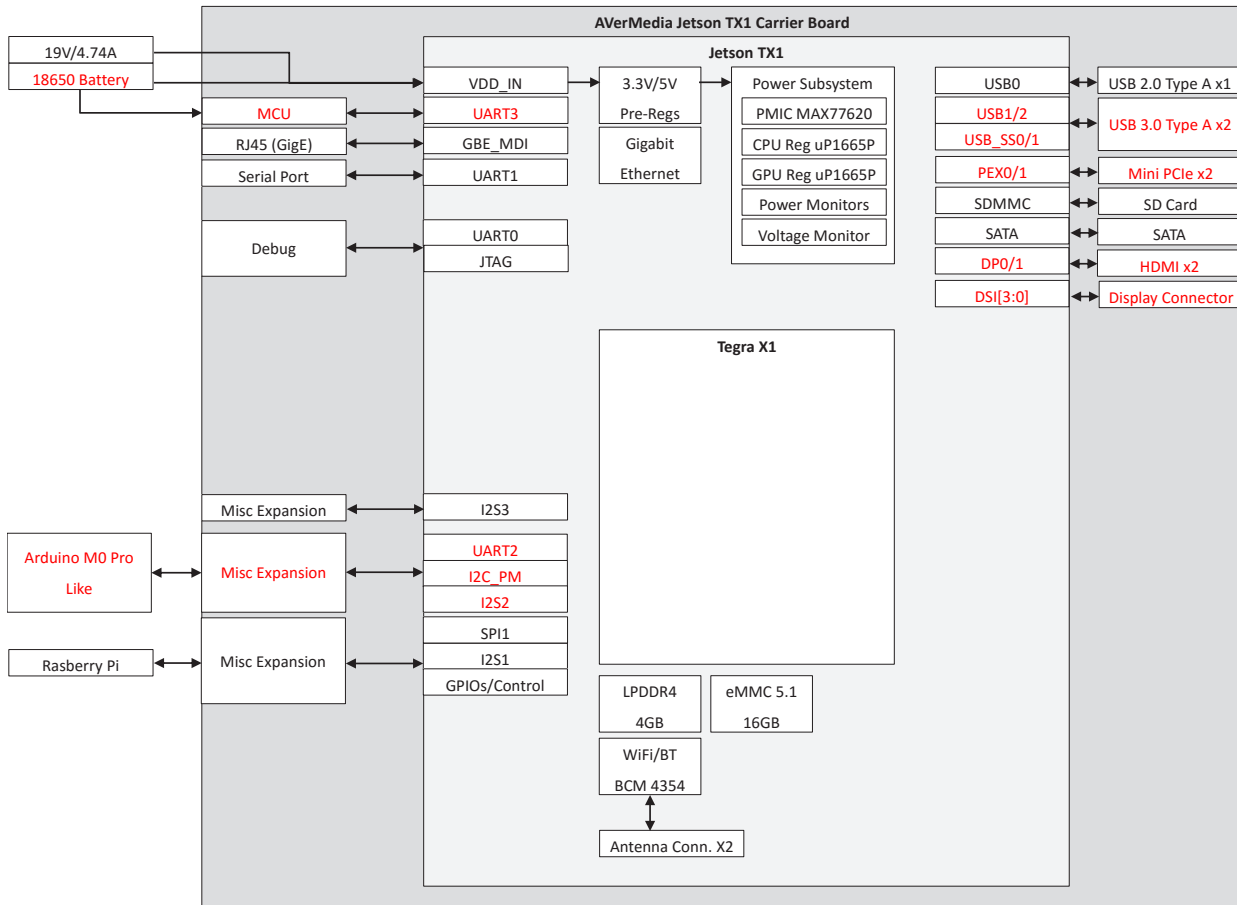 AVerMedia Jetson TX1 Carrier Board
19V/4.74A
18650 Battery
MCU
RJ45 (GigE)
Serial Port
Debug
Misc Expansion
Arduino M0 Pro
Like
Misc Expansion
Rasberry Pi
Misc Expansion
Jetson TX1
VDD_IN
UART3
GBE_MDI
UART1
UART0
JTAG
I2S3
UART2
I2C_PM
I2S2
SPI1
I2S1
GPIOs/Control
3.3V/5V
Pre-Regs
Gigabit
Ethernet
Power Subsystem
PMIC MAX77620
CPU Reg uP1665P
GPU Reg uP1665P
Power Monitors
Voltage Monitor
Tegra X1
LPDDR4
4GB
eMMC 5.1
16GB
WiFi/BT
BCM 4354
Antenna Conn. X2
USB0
USB 2.0 Type A x1
USB1/2
USB_SS0/1
USB 3.0 Type A x2
PEX0/1
Mini PCIe x2
SDMMC
SD Card
SATA
SATA
DP0/1
HDMI x2
DSI[3:0]
Display Connector